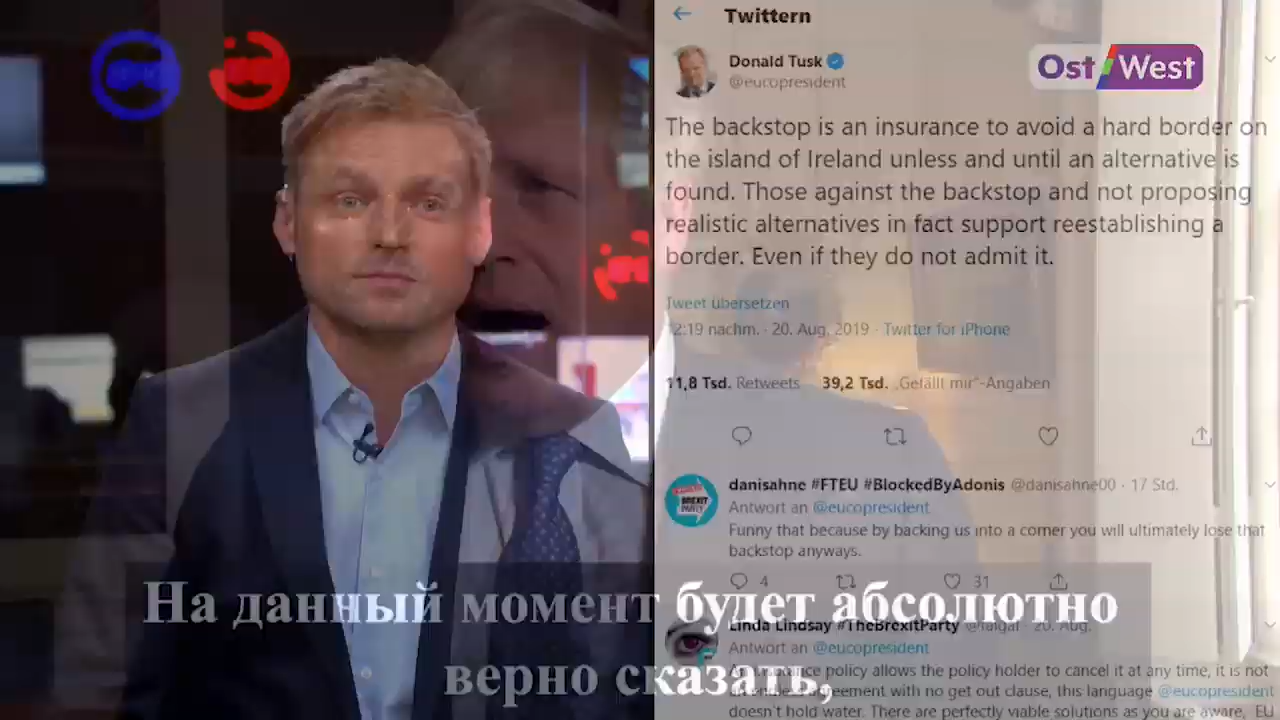 Twittern
Donald Tusk
@eucopresident
Ost/West
The backstop is an insurance to avoid a hard border on
the island of Ireland unless and until an alternative is
found. Those against the backstop and not proposing
realistic alternatives in fact support reestablishing a
border. Even if they do not admit it.
Tweet übersetzen
12:19 nachm. · 20. Aug. 2019 · Twitter for iPhone
11,8 Tsd. Retweets 39,2 Tsd. „Gefällt mir“-Angaben
danisahne #FTEU #BlockedByAdonis @danisahne00 · 17 Std.
Antwort an @eucopresident
Funny that because by backing us into a corner you will ultimately lose that
backstop anyways.
4 31
Linda Lindsay #TheBrexitParty 20. Aug.
Antwort an @eucopresident
policy allows the policy holder to cancel it at any time, it is not
agreement with no get out clause, this language @eucopresident
doesn't hold water. There are perfectly viable solutions as you are aware, EU
На данный момент будет абсолютно
верно сказать,